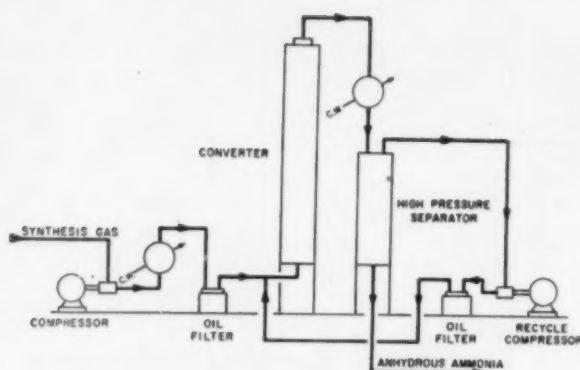 CONVERTER
C.W.
HIGH PRESSURE
SEPARATOR
SYNTHESIS GAS
C.W.
COMPRESSOR
OIL
FILTER
OIL
FILTER
RECYCLE
COMPRESSOR
ANHYDROUS AMMONIA